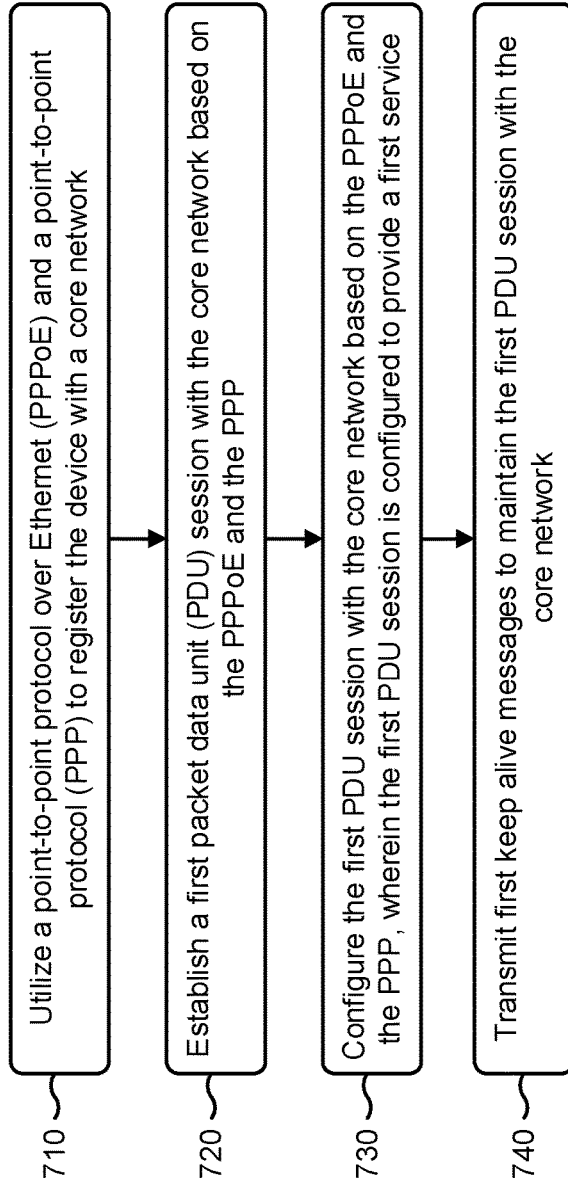 710
Utilize a point-to-point protocol over Ethernet (PPPoE) and a point-to-point
protocol (PPP) to register the device with a core network
720
Establish a first packet data unit (PDU) session with the core network based on
the PPPoE and the PPP
730
Configure the first PDU session with the core network based on the PPPoE and
the PPP, wherein the first PDU session is configured to provide a first service
740
Transmit first keep alive messages to maintain the first PDU session with the
core network